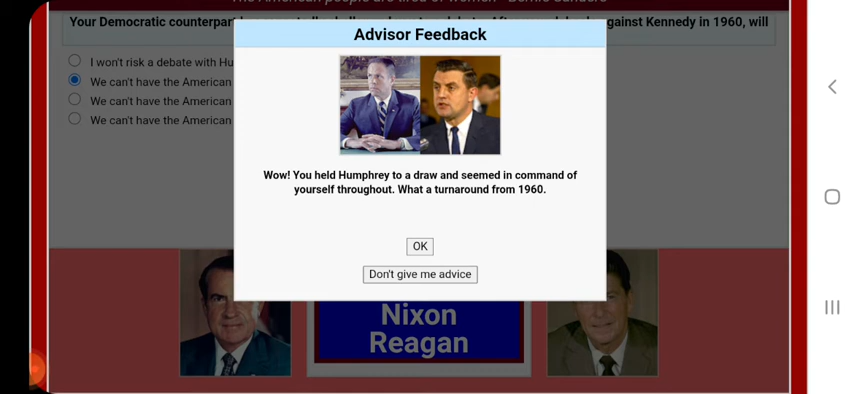 Your Democratic counterpar
gainst Kennedy in 1960, will
Advisor Feedback
I won't risk a debate with Hu
We can't have the American
We can't have the American
We can't have the American
Wow! You held Humphrey to a draw and seemed in command of
yourself throughout. What a turnaround from 1960.
OK
Don't give me advice
Nixon
Reagan